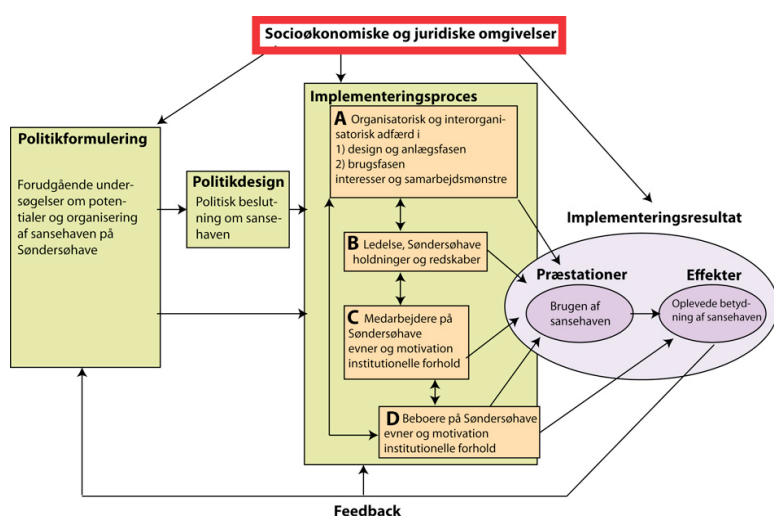 Socioøkonomiske og juridiske omgivelser
Politikformulering
Forudgående under-
søgelser om poten-
tialer og organisering
af sansehaven på
Søndersøhave
Politikdesign
Politisk beslut-
ning om sanse-
haven
Implementeringsproces
A Organisatorisk og interorgani-
satorisk adfærd i
1) design og anlægsfasen
2) brugsfasen
interesser og samarbejdsmønstre
B Ledelse, Søndersøhave
holdninger og redskaber
C Medarbejdere på
Søndersøhave
evner og motivation
institutionelle forhold
D Beboere på Søndersøhave
evner og motivation
institutionelle forhold
Implementeringsresultat
Præstationer
Brugen af
sansehaven
Effekter
Oplevede betyd-
ning af sansehaven
Feedback